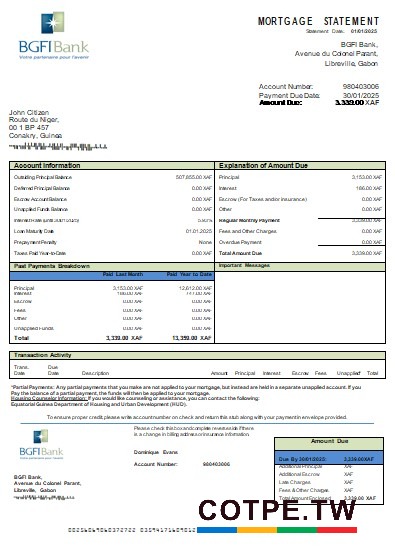 BGFIBank
Votre partenaire pour l'avenir
MORTGAGE STATEMENT
Statement Date: 01/01/2025
BGFI Bank,
Avenue du Colonel Parant,
Libreville, Gabon
Account Number: 980403006
Payment Due Date: 30/01/2025
Amount Due: 3,339.00 XAF
John Citizen
Route du Niger,
00 1 BP 457
Conakry, Guinea
Account Information
Outstanding Principal Balance 507,855.00 XAF
Deferred Principal Balance 0.00 XAF
Escrow Account Balance 0.00 XAF
Unapplied Funds Balance 0.00 XAF
Interest Rate (until 30/01/2025)
Loan Maturity Date 01.01.2025
Prepayment Penalty None
Taxes Paid Year-to-Date 0.00 XAF
Explanation of Amount Due
Principal 3,153.00 XAF
Interest 186.00 XAF
Escrow (For Taxes and/or insurance) 0.00 XAF
Other 0.00 XAF
Regular Monthly Payment 3,339.00 XAF
Fees and Other Charges 0.00 XAF
Overdue Payment 0.00 XAF
Total Amount Due 3,339.00 XAF
Past Payments Breakdown
Paid Last Month Paid Year to Date
Principal 3,153.00 XAF 12,612.00 XAF
Interest 186.00 XAF 747.00 XAF
Escrow 0.00 XAF 0.00 XAF
Fees 0.00 XAF 0.00 XAF
Other 0.00 XAF 0.00 XAF
Unapplied Funds 0.00 XAF 0.00 XAF
Total 3,339.00 XAF 13,359.00 XAF
Important Messages
Transaction Activity
Trans. Date Due Date Description Amount Principal Interest Escrow Fees Unapplied* Total
*Partial Payments: Any partial payments that you make are not applied to your mortgage, but instead are held in a separate unapplied account. If you
Pay the balance of a partial payment, the funds will then be applied to your mortgage.
Housing Counselor Information: If you would like counseling or assistance, you can contact the following:
Equatorial Guinea Department of Housing and Urban Development (HUD).
To ensure proper credit please write account number on check and return this stub along with your payment in envelope provided.
BGFIBank
Votre partenaire pour l'avenir
Please check this box and complete reverse side if there
is a change in billing address or insurance information.
Dominique Evans
Account Number: 980403006
BGFI Bank,
Avenue du Colonel Parant,
Libreville, Gabon
Amount Due
Due By 30/01/2025: 3,339.00XAF
Additional Principal XAF
Additional Escrow XAF
Late Charges XAF
Fees & Other Charges XAF
Total Amount Enclosed 3,339.00 XAF
COTPE.TW